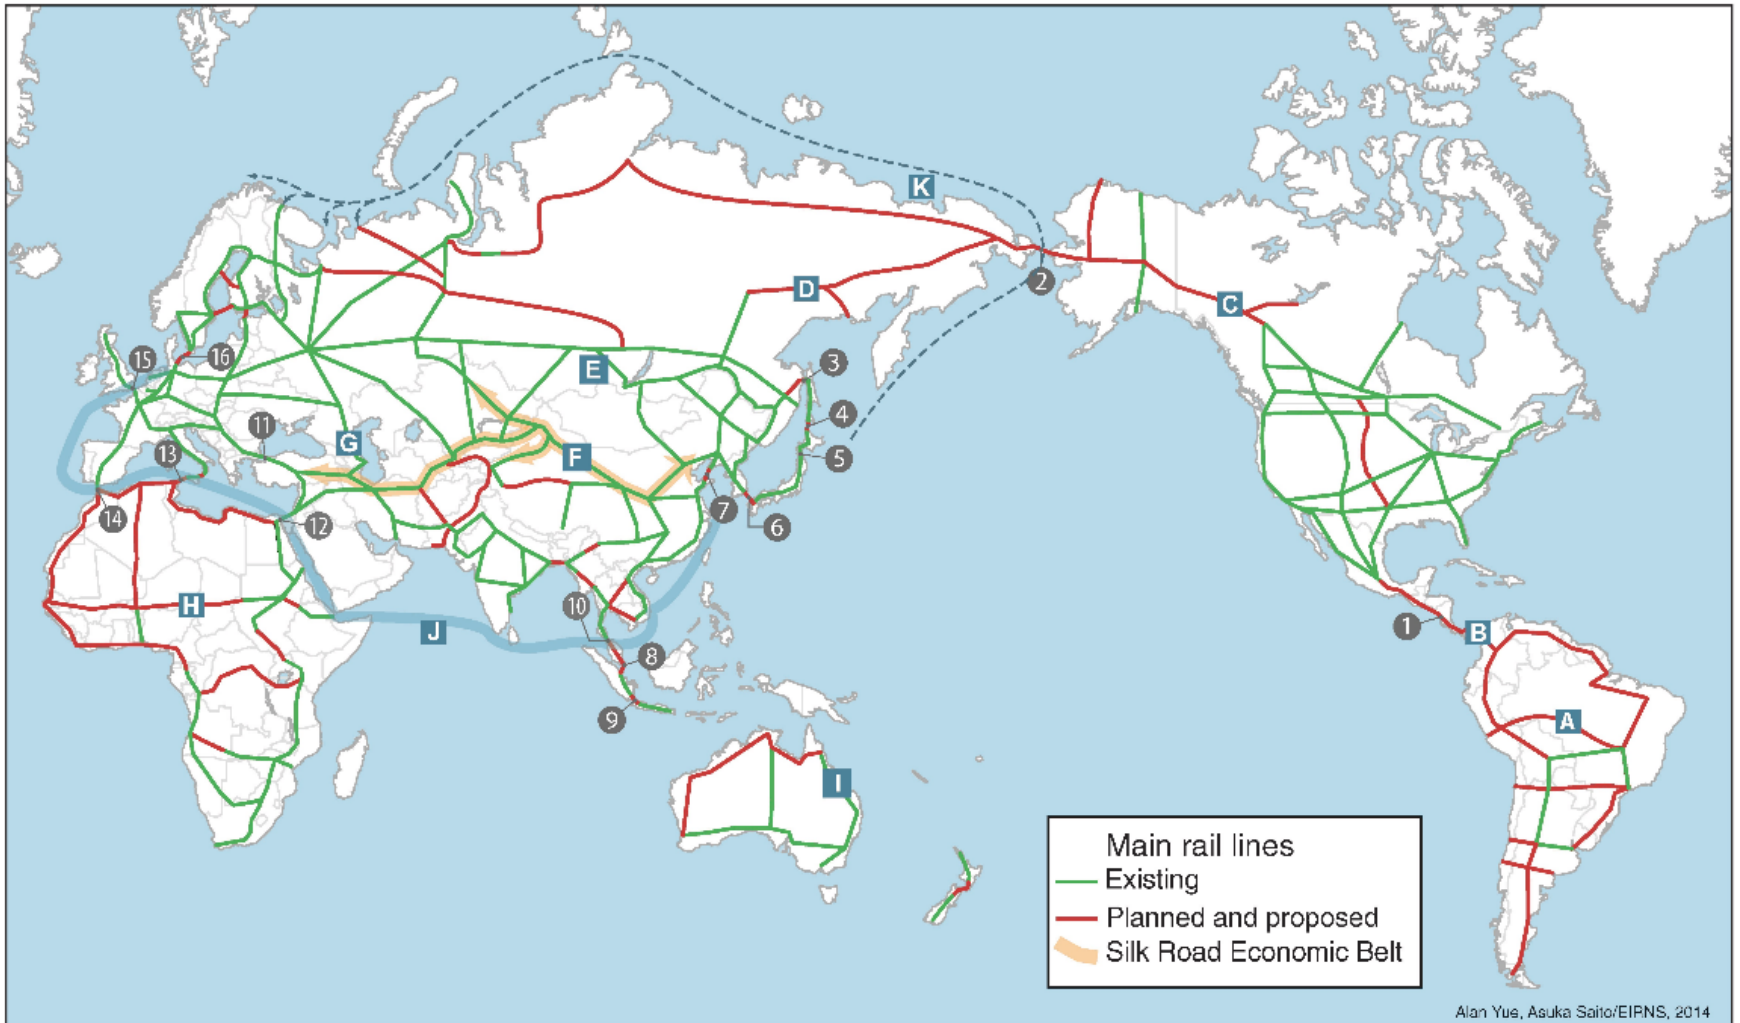 K
2
D
C
15
16
E
3
4
11
G
F
5
13
7
14
12
6
H
10
J
1
B
8
9
A
I
Main rail lines
Existing
Planned and proposed
Silk Road Economic Belt
Alan Yue, Asuka Saito/EIRNS, 2014